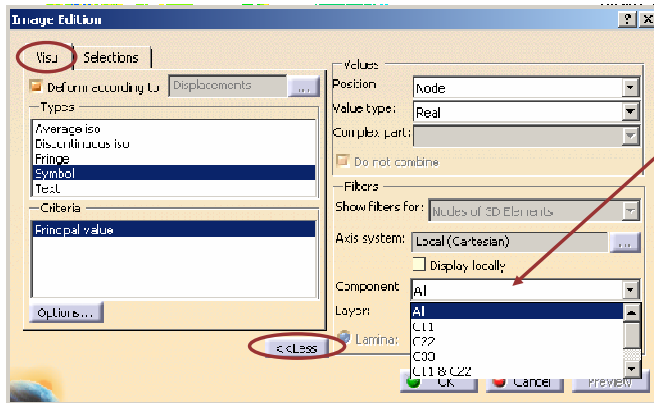 Image Edition
Visu
Selections
Deform according to
Displacements
...
Types
Average iso
Discontinuous iso
Fringe
Symbol
Text
Criteria
Principal value
Options...
<<Less
Values
Position
Node
Value type:
Real
Complex part:
Do not combine
Filters
Show filters for:
Nodes of 3D Elements
Axis system:
Local (Cartesian)
...
Display locally
Component
All
Layer:
Lamina:
All
C11
C22
C33
C11 & C22
OK
Cancel
Preview